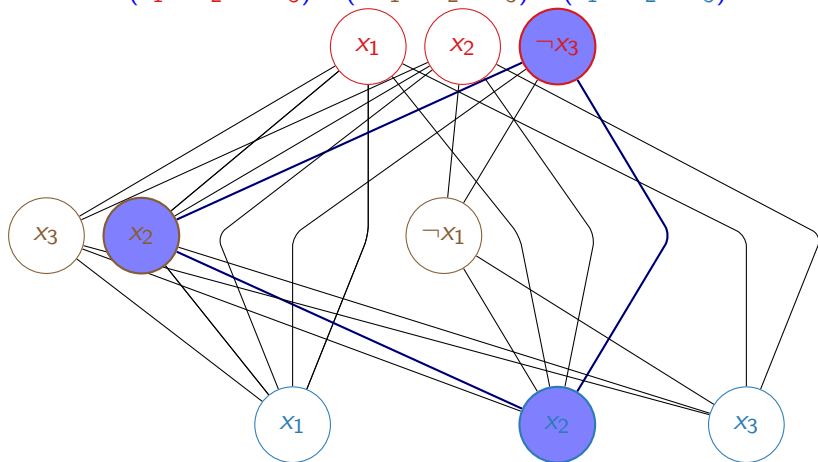 x₁ x₂ ¬x₃
x₃ x₂ ¬x₁
x₁ x₂ x₃